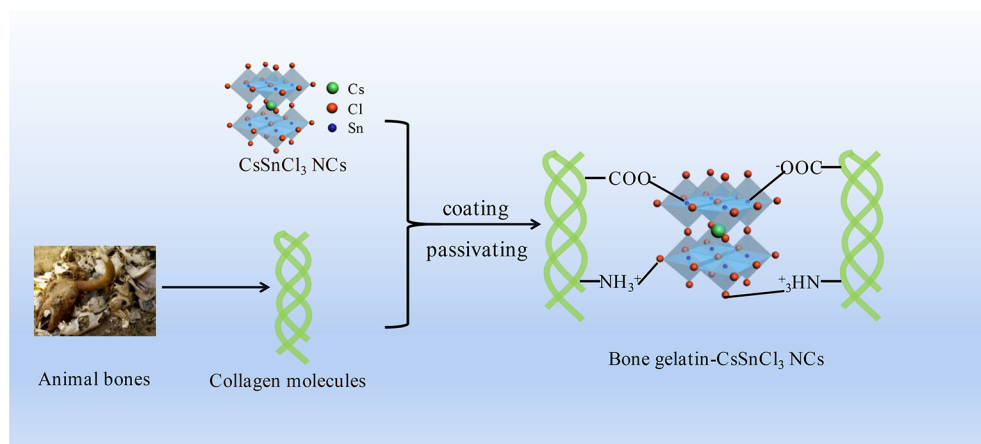 Cs
Cl
Sn
CsSnCl₃ NCs
coating
passivating
COO⁻
⁻OOC
NH₃⁺
⁺₃HN
Animal bones
Collagen molecules
Bone gelatin-CsSnCl₃ NCs